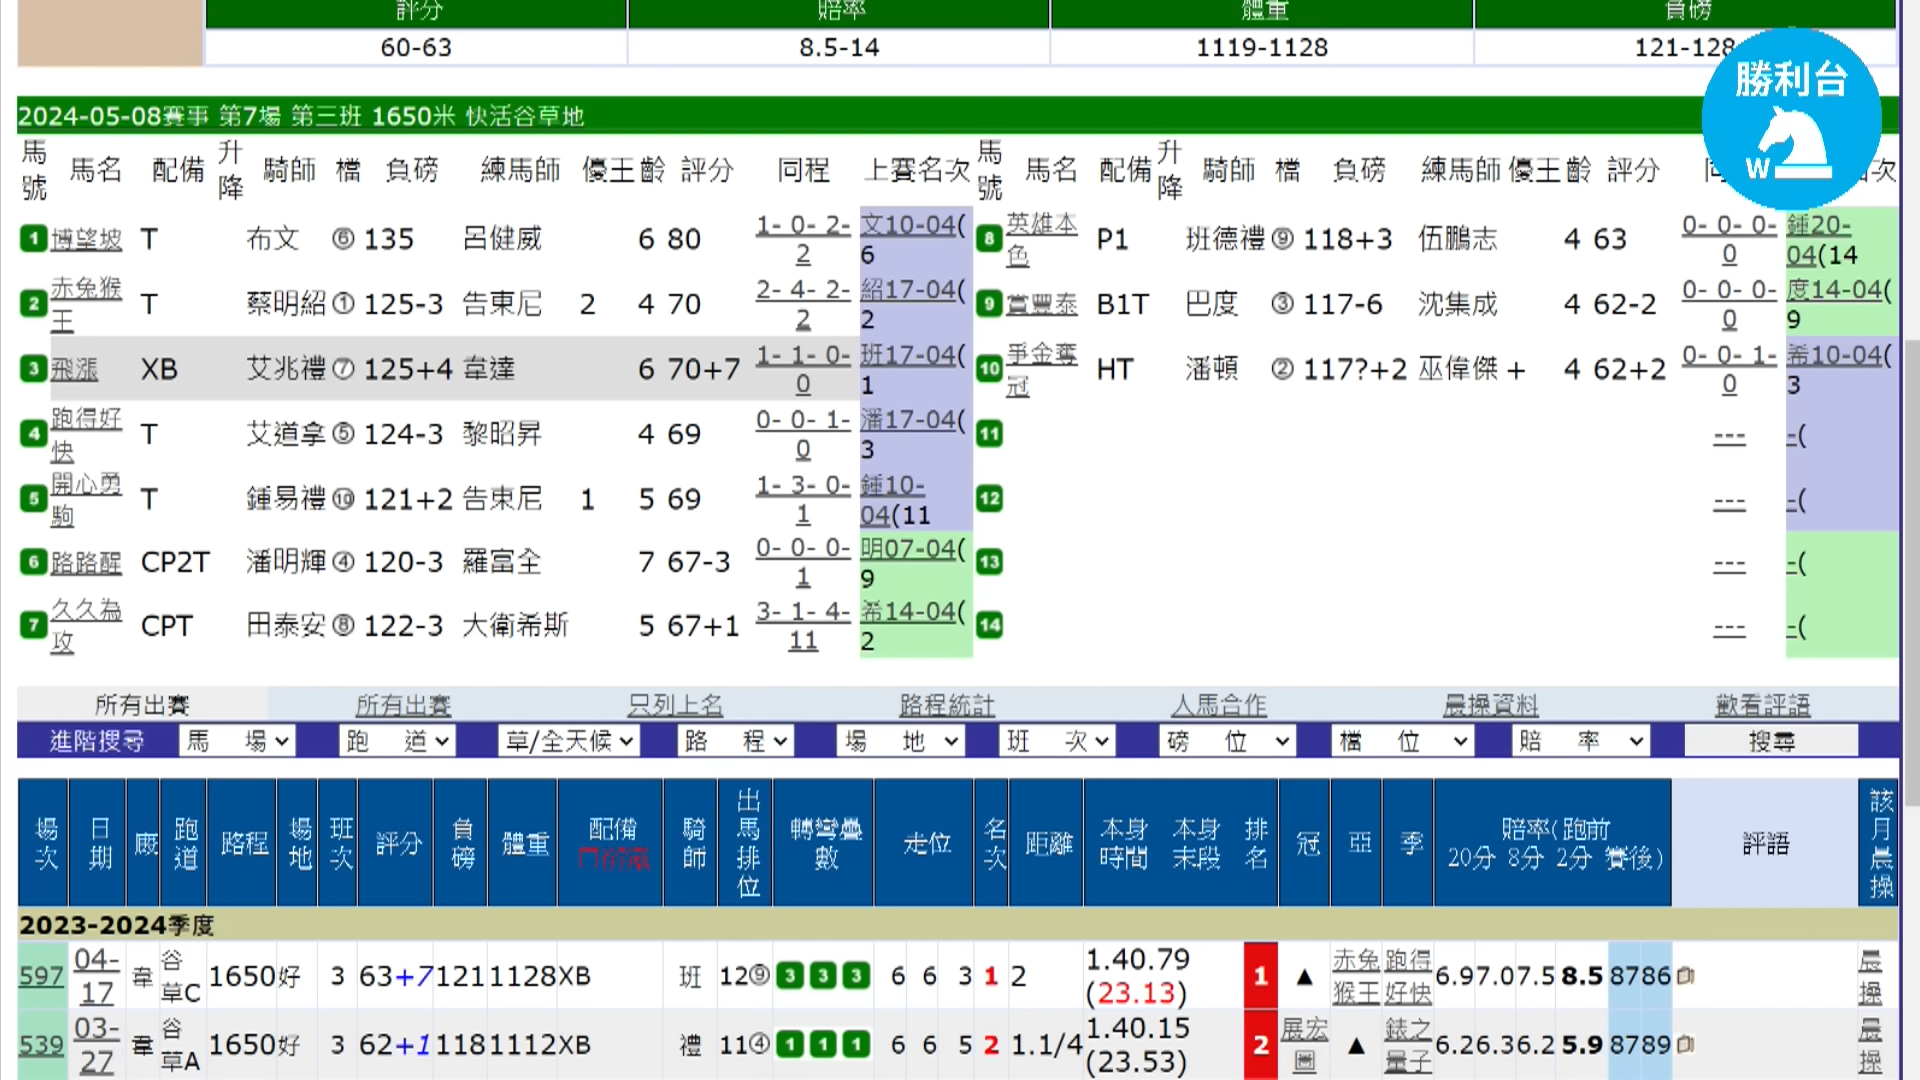 評分 賠率 體重 負磅
60-63 8.5-14 1119-1128 121-128
勝利台
W
2024-05-08賽事 第7場 第三班 1650米 快活谷草地
馬號 馬名 配備 升降 騎師 檔 負磅 練馬師 優王 齡 評分 同程 上賽名次 馬號 馬名 配備 升降 騎師 檔 負磅 練馬師 優王 齡 評分
1 博望坡 T 布文 ⑥ 135 呂健威 6 80 1- 0- 2- 2 文10-04( 6
8 英雄本色 P1 班德禮 ⑨ 118+3 伍鵬志 4 63 0- 0- 0- 0 鍾20-04(14
2 赤兔猴王 T 蔡明紹 ① 125-3 告東尼 2 4 70 2- 4- 2- 2 紹17-04( 2
9 賞豐泰 B1T 巴度 ③ 117-6 沈集成 4 62-2 0- 0- 0- 0 度14-04( 9
3 飛漲 XB 艾兆禮 ⑦ 125+4 韋達 6 70+7 1- 1- 0- 0 班17-04( 1
10 爭金奪冠 HT 潘頓 ② 117?+2 巫偉傑 + 4 62+2 0- 0- 1- 0 希10-04( 3
4 跑得好快 T 艾道拿 ⑤ 124-3 黎昭昇 4 69 0- 0- 1- 0 潘17-04( 3
11 --- -(
5 開心勇駒 T 鍾易禮 ⑩ 121+2 告東尼 1 5 69 1- 3- 0- 1 鍾10-04(11
12 --- -(
6 路路醒 CP2T 潘明輝 ④ 120-3 羅富全 7 67-3 0- 0- 0- 1 明07-04( 9
13 --- -(
7 久久為攻 CPT 田泰安 ⑧ 122-3 大衛希斯 5 67+1 3- 1- 4- 11 希14-04( 2
14 --- -(
所有出賽 所有出賽 只列上名 路程統計 人馬合作 晨操資料 歡看評語
進階搜尋 馬 場 跑 道 草/全天候 路 程 場 地 班 次 磅 位 檔 位 賠 率 搜尋
場次 日期 廄 跑道 路程 場地 班次 評分 負磅 體重 配備 騎師 出馬排位 轉彎疊數 走位 名次 距離 本身時間 本身末段 排名 冠 亞 季 賠率(跑前 20分 8分 2分 賽後) 評語 該月晨操
2023-2024季度
597 04-17 韋 谷草C 1650 好 3 63+7 121 1128 XB 班 12⑨ 3 3 3 6 6 3 1 2 1.40.79 (23.13) 1 ▲ 赤兔猴王 跑得好快 6.9 7.0 7.5 8.5 87 86 晨操
539 03-27 韋 谷草A 1650 好 3 62+1 118 1112 XB 禮 11④ 1 1 1 6 6 5 2 1.1/4 1.40.15 (23.53) 2 展宏圖 ▲ 錶之量子 6.2 6.3 6.2 5.9 87 89 晨操